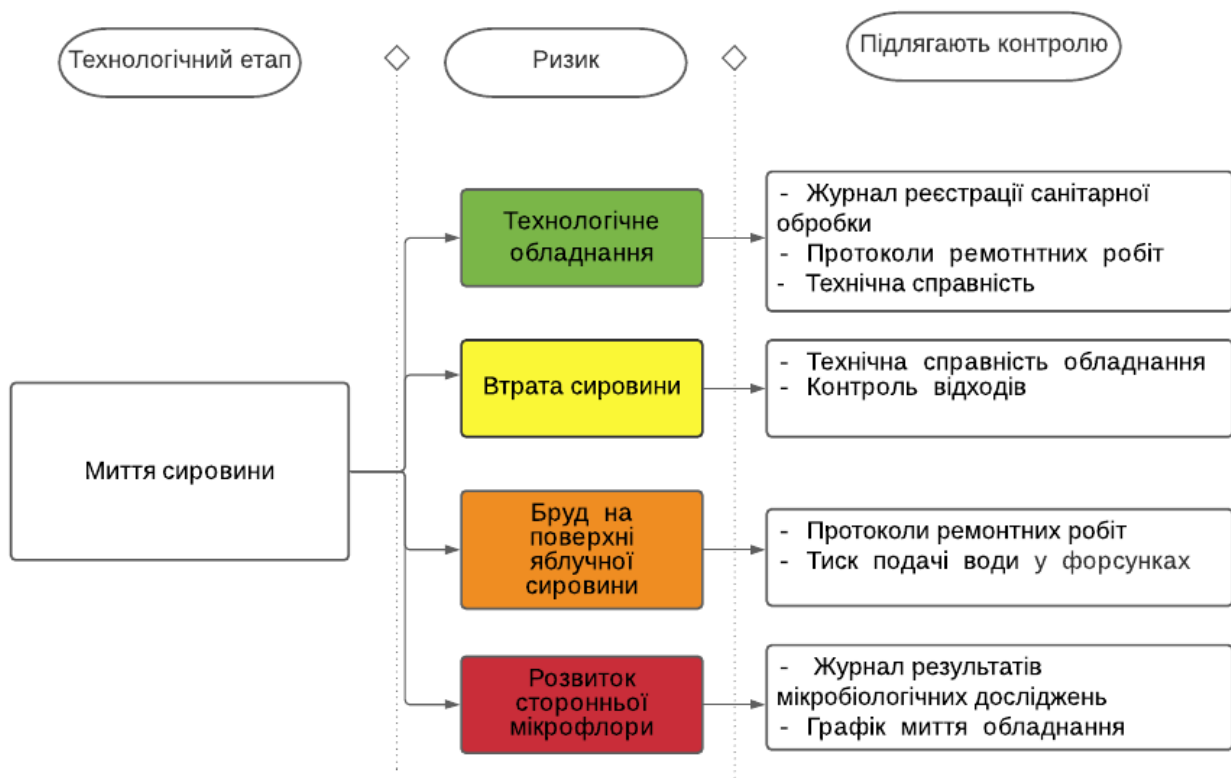 Технологічний етап
Ризик
Підлягають контролю
Миття сировини
Технологічне
обладнання
- Журнал реєстрації санітарної
обробки
- Протоколи ремотнтних робіт
- Технічна справність
Втрата сировини
- Технічна справність обладнання
- Контроль відходів
Бруд на
поверхні
яблучної
сировини
- Протоколи ремонтних робіт
- Тиск подачі води у форсунках
Розвиток
сторонньої
мікрофлори
- Журнал результатів
мікробіологічних досліджень
- Графік миття обладнання